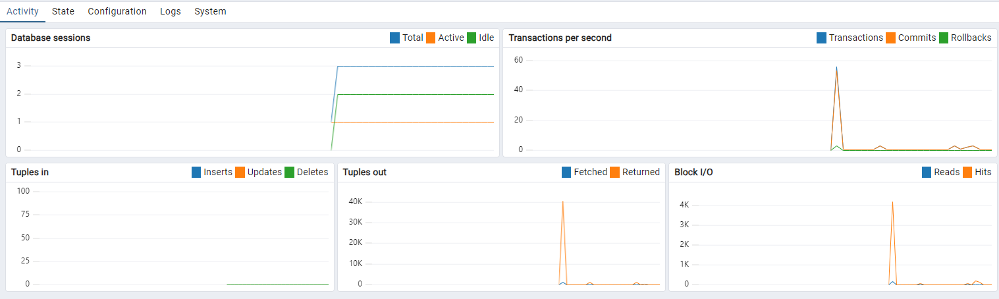 Activity State Configuration Logs System
Database sessions Total Active Idle
3
2
1
0
Transactions per second Transactions Commits Rollbacks
60
40
20
0
Tuples in Inserts Updates Deletes
100
75
50
25
0
Tuples out Fetched Returned
40K
30K
20K
10K
0
Block I/O Reads Hits
4K
3K
2K
1K
0